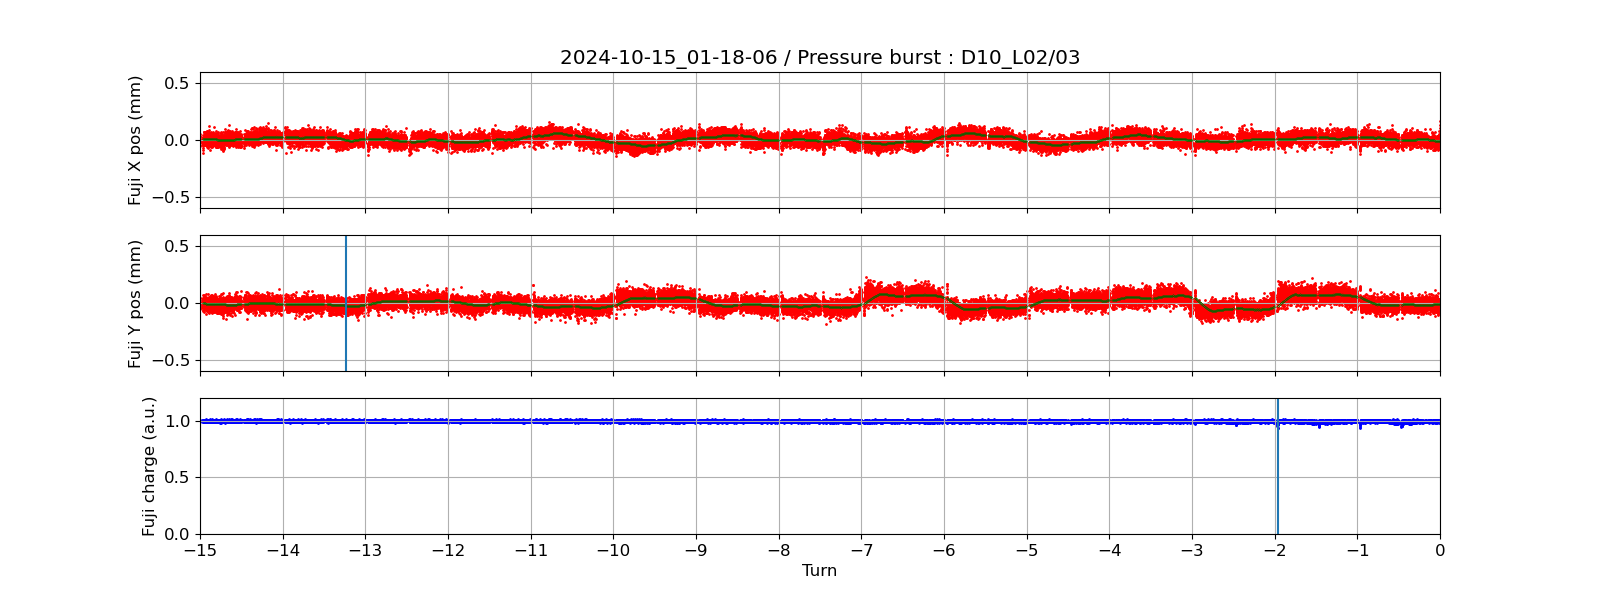 2024-10-15_01-18-06 / Pressure burst : D10_L02/03
Fuji X pos (mm)
0.5
0.0
−0.5
Fuji Y pos (mm)
0.5
0.0
−0.5
Fuji charge (a.u.)
1.0
0.5
0.0
−15 −14 −13 −12 −11 −10 −9 −8 −7 −6 −5 −4 −3 −2 −1 0
Turn